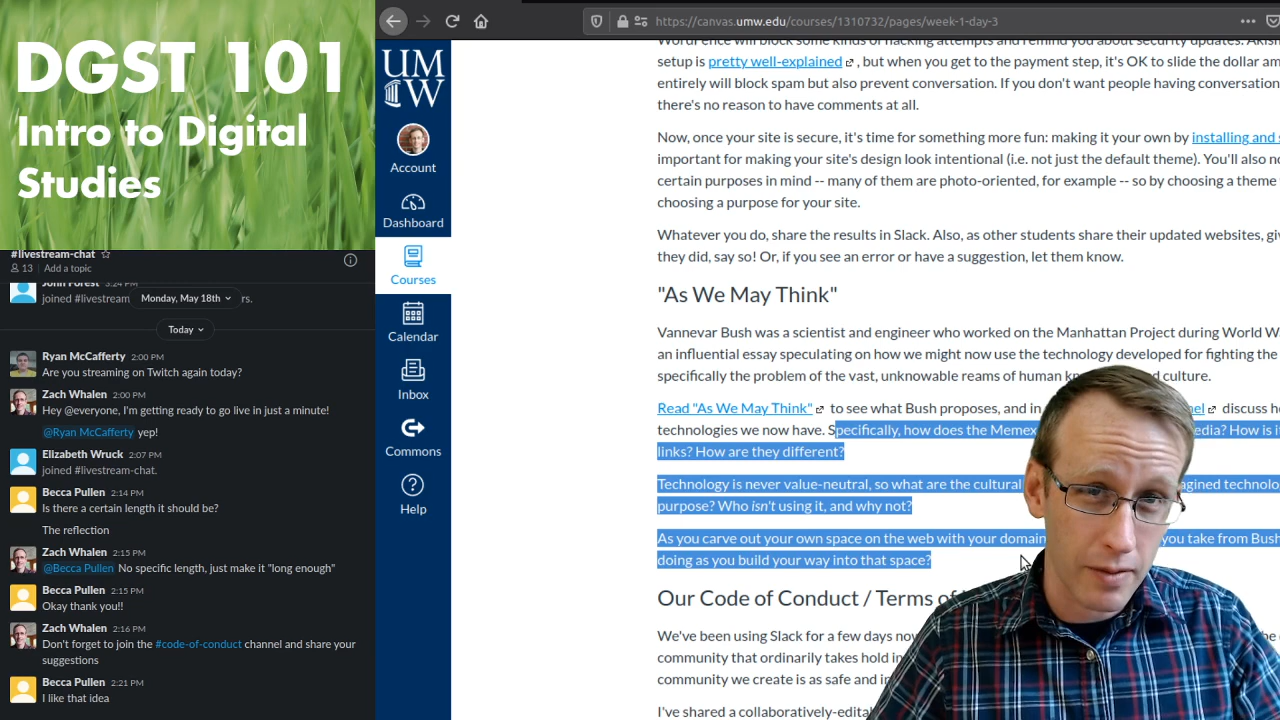 DGST 101
Intro to Digital
Studies
#livestream-chat
13 Add a topic
3:24 PM
joined #livestream
Monday, May 18th
rs.
Today
Ryan McCafferty 2:00 PM
Are you streaming on Twitch again today?
Zach Whalen 2:00 PM
Hey @everyone, I'm getting ready to go live in just a minute!
@Ryan McCafferty yep!
Elizabeth Wruck 2:07 PM
joined #livestream-chat.
Becca Pullen 2:14 PM
Is there a certain length it should be?
The reflection
Zach Whalen 2:15 PM
@Becca Pullen No specific length, just make it "long enough"
Becca Pullen 2:15 PM
Okay thank you!!
Zach Whalen 2:16 PM
Don't forget to join the #code-of-conduct channel and share your
suggestions
Becca Pullen 2:21 PM
I like that idea
https://canvas.umw.edu/courses/1310732/pages/week-1-day-3
UMW
Account
Dashboard
Courses
Calendar
Inbox
Commons
Help
WordFence will block some kinds of hacking attempts and remind you about security updates.
setup is pretty well-explained , but when you get to the payment step, it's OK to slide the dollar
entirely will block spam but also prevent conversation. If you don't want people having
there's no reason to have comments at all.
Now, once your site is secure, it's time for something more fun: making it your own by installing and
important for making your site's design look intentional (i.e. not just the default theme). You'll also
certain purposes in mind -- many of them are photo-oriented, for example -- so by choosing a theme
choosing a purpose for your site.
Whatever you do, share the results in Slack. Also, as other students share their updated websites,
they did, say so! Or, if you see an error or have a suggestion, let them know.
"As We May Think"
Vannevar Bush was a scientist and engineer who worked on the Manhattan Project during World
an influential essay speculating on how we might now use the technology developed for fighting the
specifically the problem of the vast, unknowable reams of human culture.
Read "As We May Think" to see what Bush proposes, and in discuss
technologies we now have. Specifically, how does the Memex How is
links? How are they different?
Technology is never value-neutral, so what are the cultural
purpose? Who isn't using it, and why not?
As you carve out your own space on the web with your domain you take from Bush
doing as you build your way into that space?
Our Code of Conduct / Terms of
We've been using Slack for a few days
community that ordinarily takes hold
community we create is as safe and
I've shared a